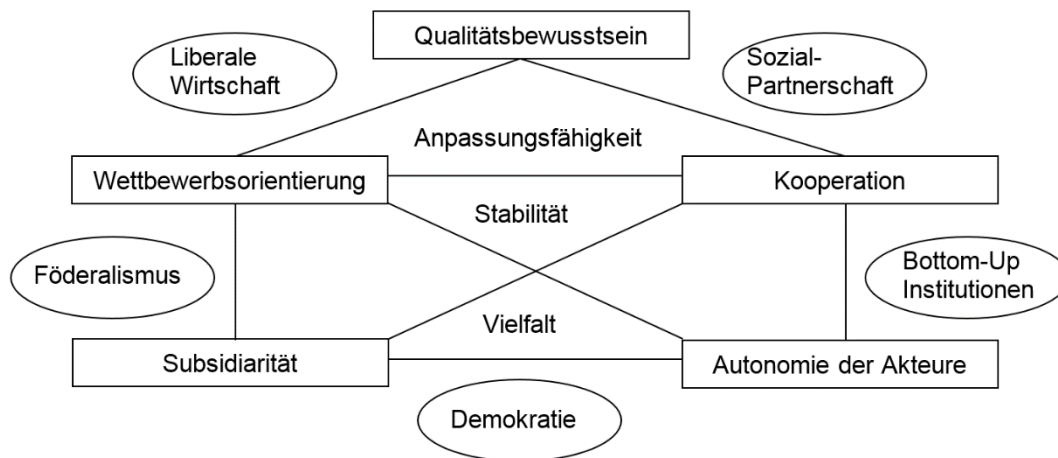 Qualitätsbewusstsein
Liberale
Wirtschaft
Sozial-
Partnerschaft
Anpassungsfähigkeit
Wettbewerbsorientierung
Kooperation
Stabilität
Föderalismus
Bottom-Up
Institutionen
Vielfalt
Subsidiarität
Autonomie der Akteure
Demokratie